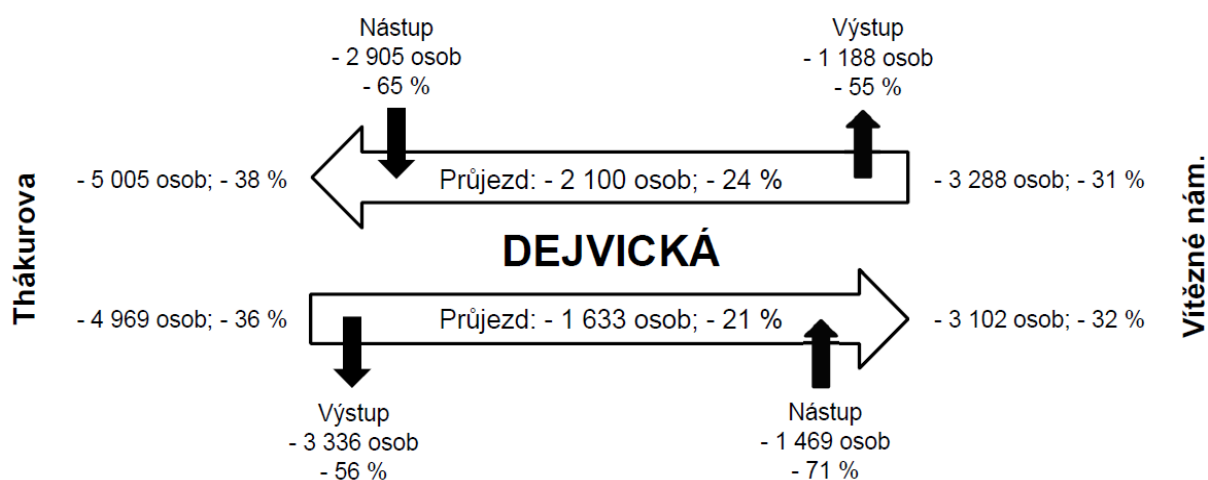 Nástup
- 2 905 osob
- 65 %
Výstup
- 1 188 osob
- 55 %
Thákurova
- 5 005 osob; - 38 %
Průjezd: - 2 100 osob; - 24 %
- 3 288 osob; - 31 %
DEJVICKÁ
- 4 969 osob; - 36 %
Průjezd: - 1 633 osob; - 21 %
- 3 102 osob; - 32 %
Vítězné nám.
Výstup
- 3 336 osob
- 56 %
Nástup
- 1 469 osob
- 71 %